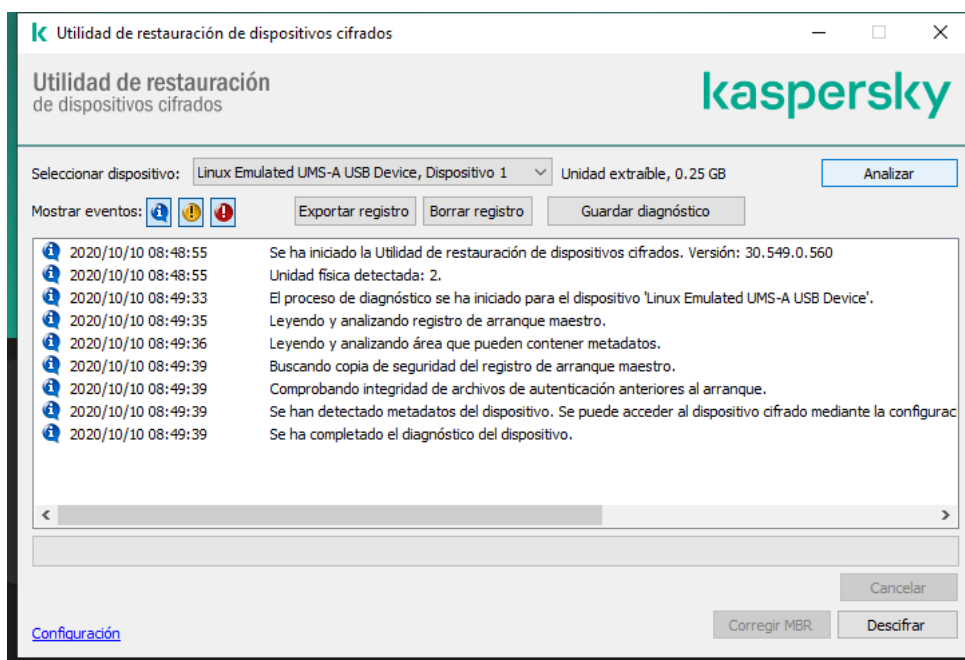 Utilidad de restauración de dispositivos cifrados
Utilidad de restauración
de dispositivos cifrados
kaspersky
Seleccionar dispositivo: Linux Emulated UMS-A USB Device, Dispositivo 1 Unidad extraíble, 0.25 GB Analizar
Mostrar eventos: Exportar registro Borrar registro Guardar diagnóstico
2020/10/10 08:48:55 Se ha iniciado la Utilidad de restauración de dispositivos cifrados. Versión: 30.549.0.560
2020/10/10 08:48:55 Unidad física detectada: 2.
2020/10/10 08:49:33 El proceso de diagnóstico se ha iniciado para el dispositivo 'Linux Emulated UMS-A USB Device'.
2020/10/10 08:49:35 Leyendo y analizando registro de arranque maestro.
2020/10/10 08:49:36 Leyendo y analizando área que pueden contener metadatos.
2020/10/10 08:49:39 Buscando copia de seguridad del registro de arranque maestro.
2020/10/10 08:49:39 Comprobando integridad de archivos de autenticación anteriores al arranque.
2020/10/10 08:49:39 Se han detectado metadatos del dispositivo. Se puede acceder al dispositivo cifrado mediante la configurac
2020/10/10 08:49:39 Se ha completado el diagnóstico del dispositivo.
Cancelar
Configuración Corregir MBR Descifrar